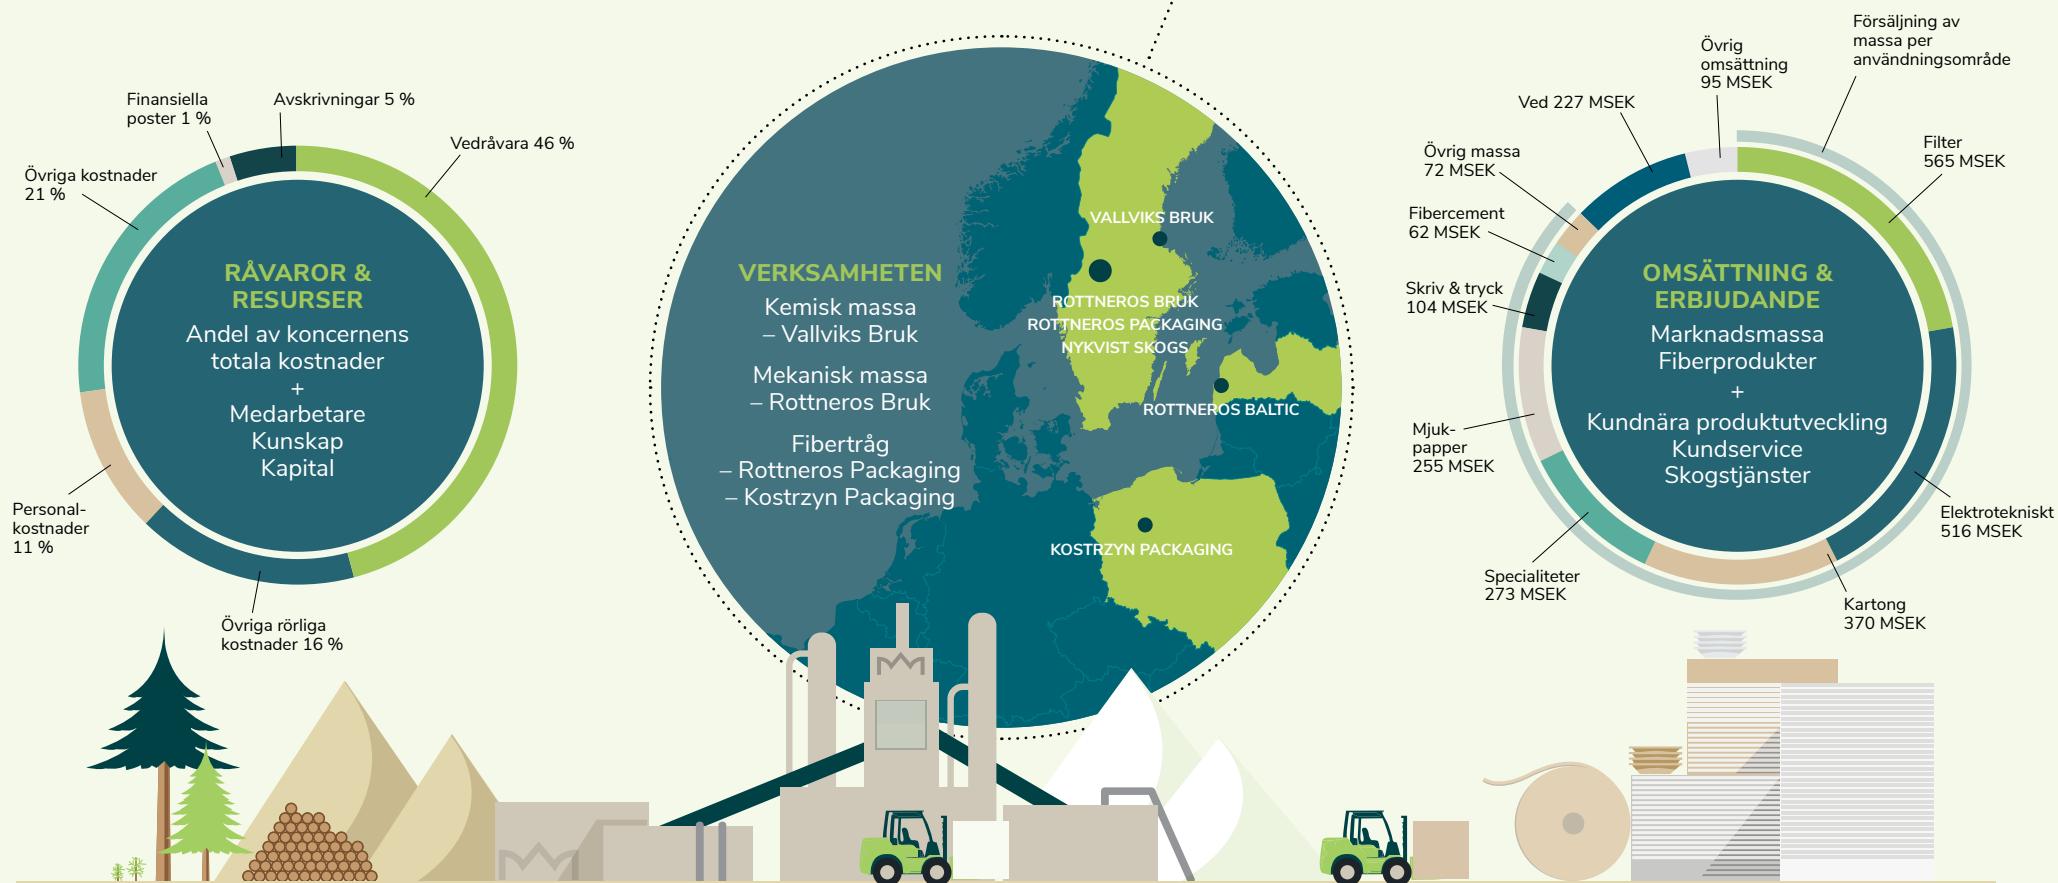 Finansiella
poster 1 %
Avskrivningar 5 %
Vedråvara 46 %
Övriga kostnader
21 %
Personal-
kostnader
11 %
Övriga rörliga
kostnader 16 %
RÅVAROR &
RESURSER
Andel av koncernens
totala kostnader
+
Medarbetare
Kunskap
Kapital
VERKSAMHETEN
Kemisk massa
– Vallviks Bruk
Mekanisk massa
– Rottneros Bruk
Fibertråg
– Rottneros Packaging
– Kostrzyn Packaging
VALLVIKS BRUK
ROTTNEROS BRUK
ROTTNEROS PACKAGING
NYKVIST SKOGS
ROTTNEROS BALTIC
KOSTRZYN PACKAGING
Försäljning av
massa per
användningsområde
Övrig
omsättning
95 MSEK
Ved 227 MSEK
Övrig massa
72 MSEK
Fibercement
62 MSEK
Skriv & tryck
104 MSEK
Mjuk-
papper
255 MSEK
Specialiteter
273 MSEK
Kartong
370 MSEK
Elektrotekniskt
516 MSEK
Filter
565 MSEK
OMSÄTTNING &
ERBJUDANDE
Marknadsmassa
Fiberprodukter
+
Kundnära produktutveckling
Kundservice
Skogstjänster